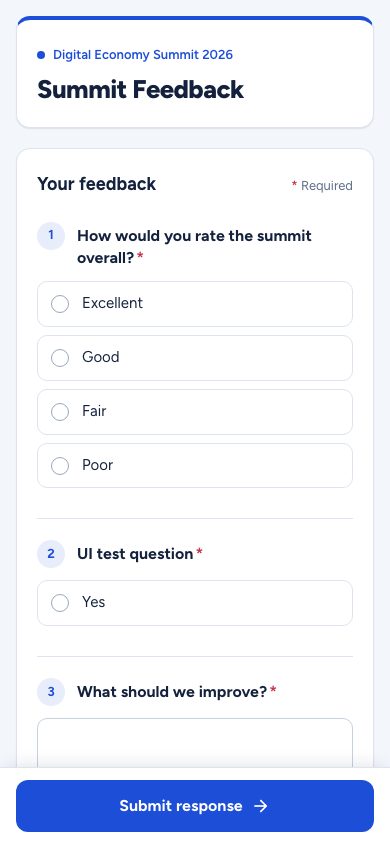 Digital Economy Summit 2026
Summit Feedback
Your feedback
* Required
1
How would you rate the summit
overall? *
Excellent
Good
Fair
Poor
2
UI test question *
Yes
3
What should we improve? *
Submit response →